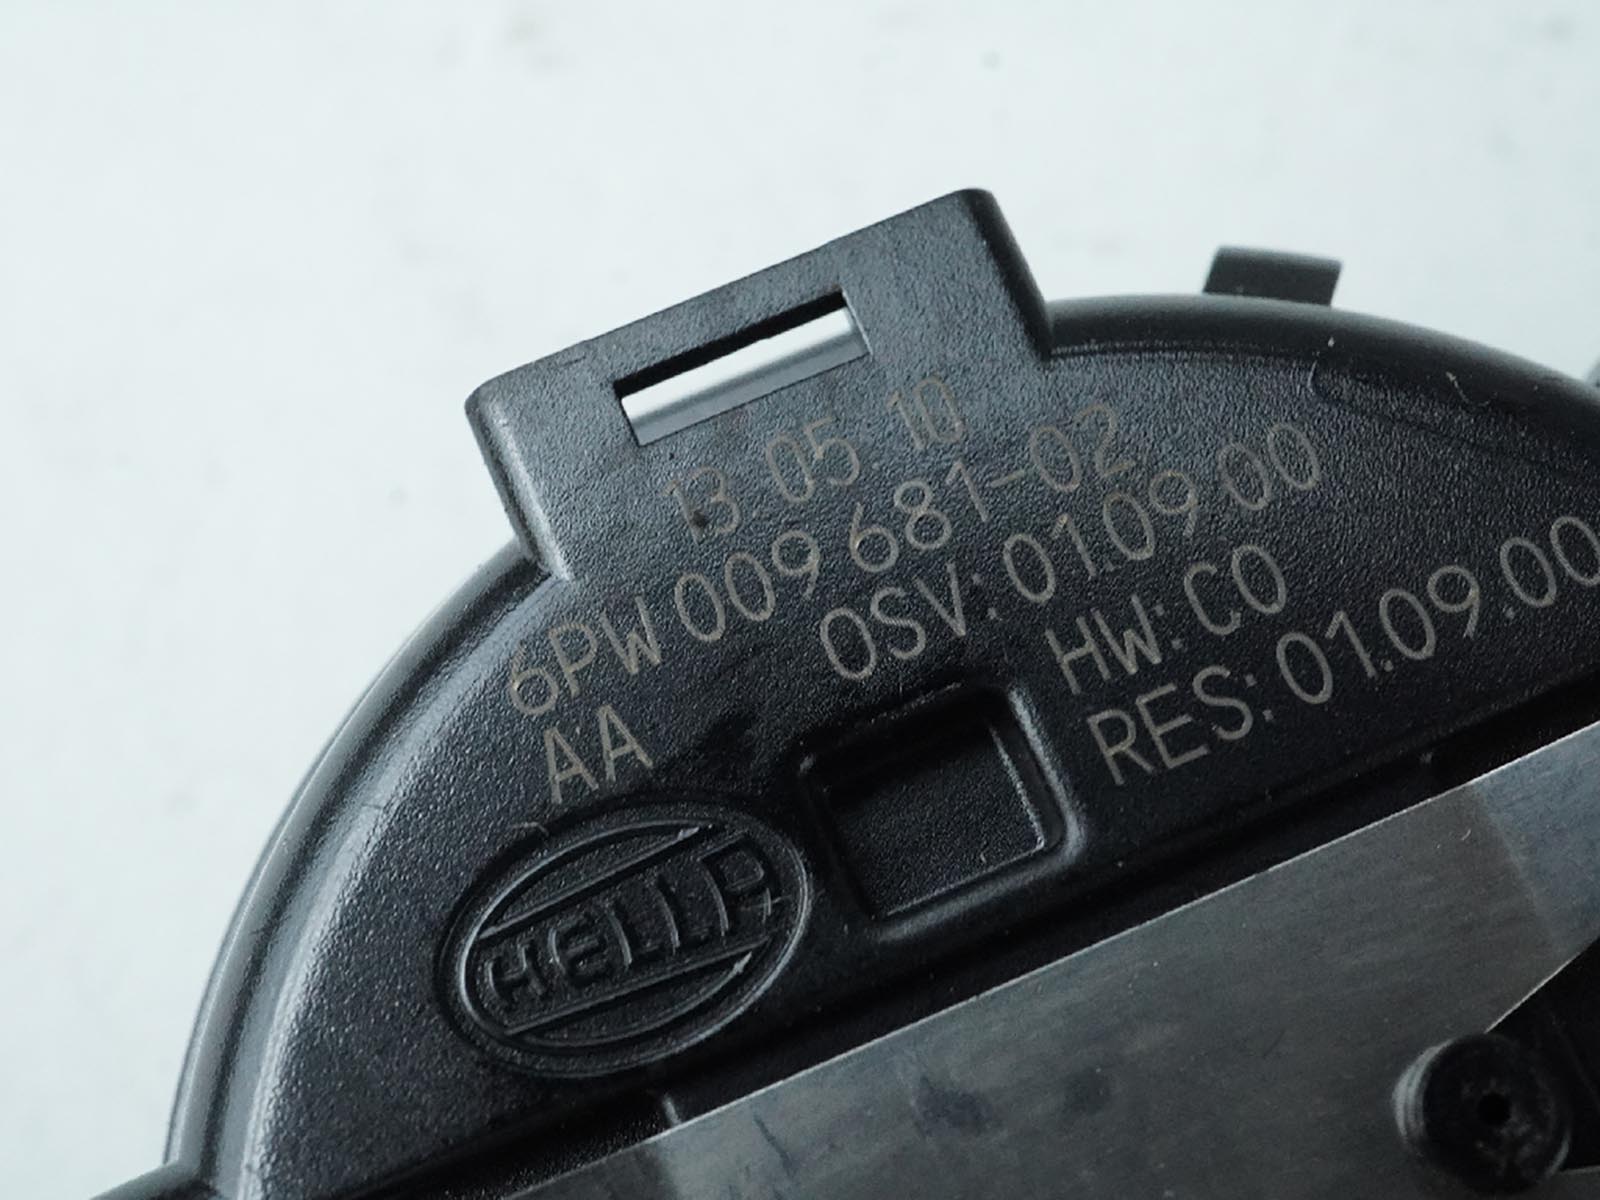 13 05 10
6PW 009 681-02
OSV: 01.09 00
HW: C0
RES: 01.09.00
AA
HELLA